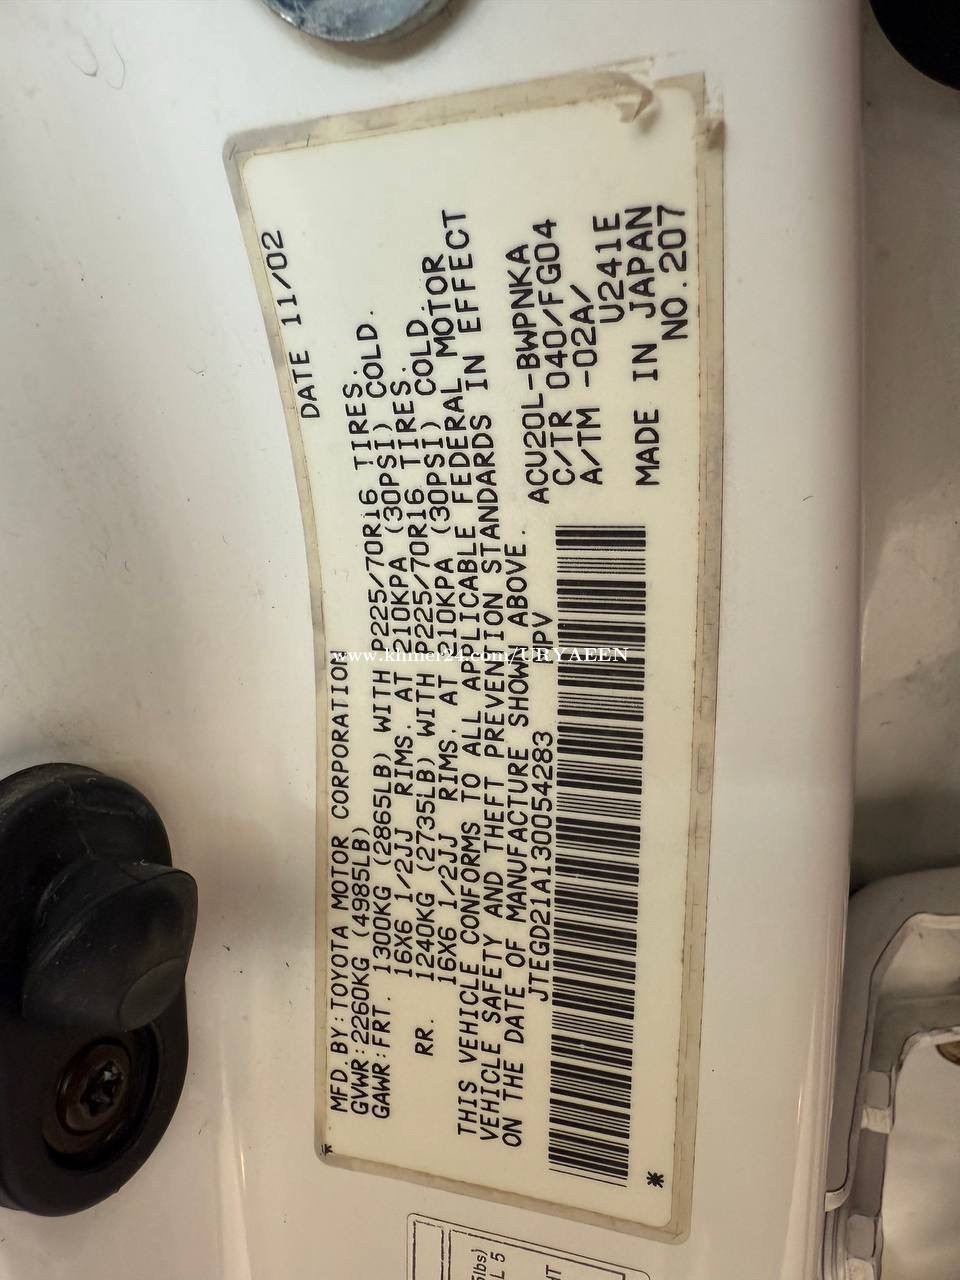 DATE 11/02
MFD.BY:TOYOTA MOTOR CORPORATION
GVWR:2260KG (4985LB)
GAWR:FRT. 1300KG (2865LB) WITH P225/70R16 TIRES.
16X6 1/2JJ RIMS. AT 210KPA (30PSI) COLD.
RR. 1240KG (2735LB) WITH P225/70R16 TIRES.
16X6 1/2JJ RIMS. AT 210KPA (30PSI) COLD.
THIS VEHICLE CONFORMS TO ALL APPLICABLE FEDERAL MOTOR
VEHICLE SAFETY AND THEFT PREVENTION STANDARDS IN EFFECT
ON THE DATE OF MANUFACTURE SHOWN ABOVE.
JTEGD21A130054283 MPV
ACU20L-BWPNKA
C/TR 040/FG04
A/TM -02A/
U241E
MADE IN JAPAN
NO.207
www.khmer24.com/URYAEEN
lbs)
L 5
HT